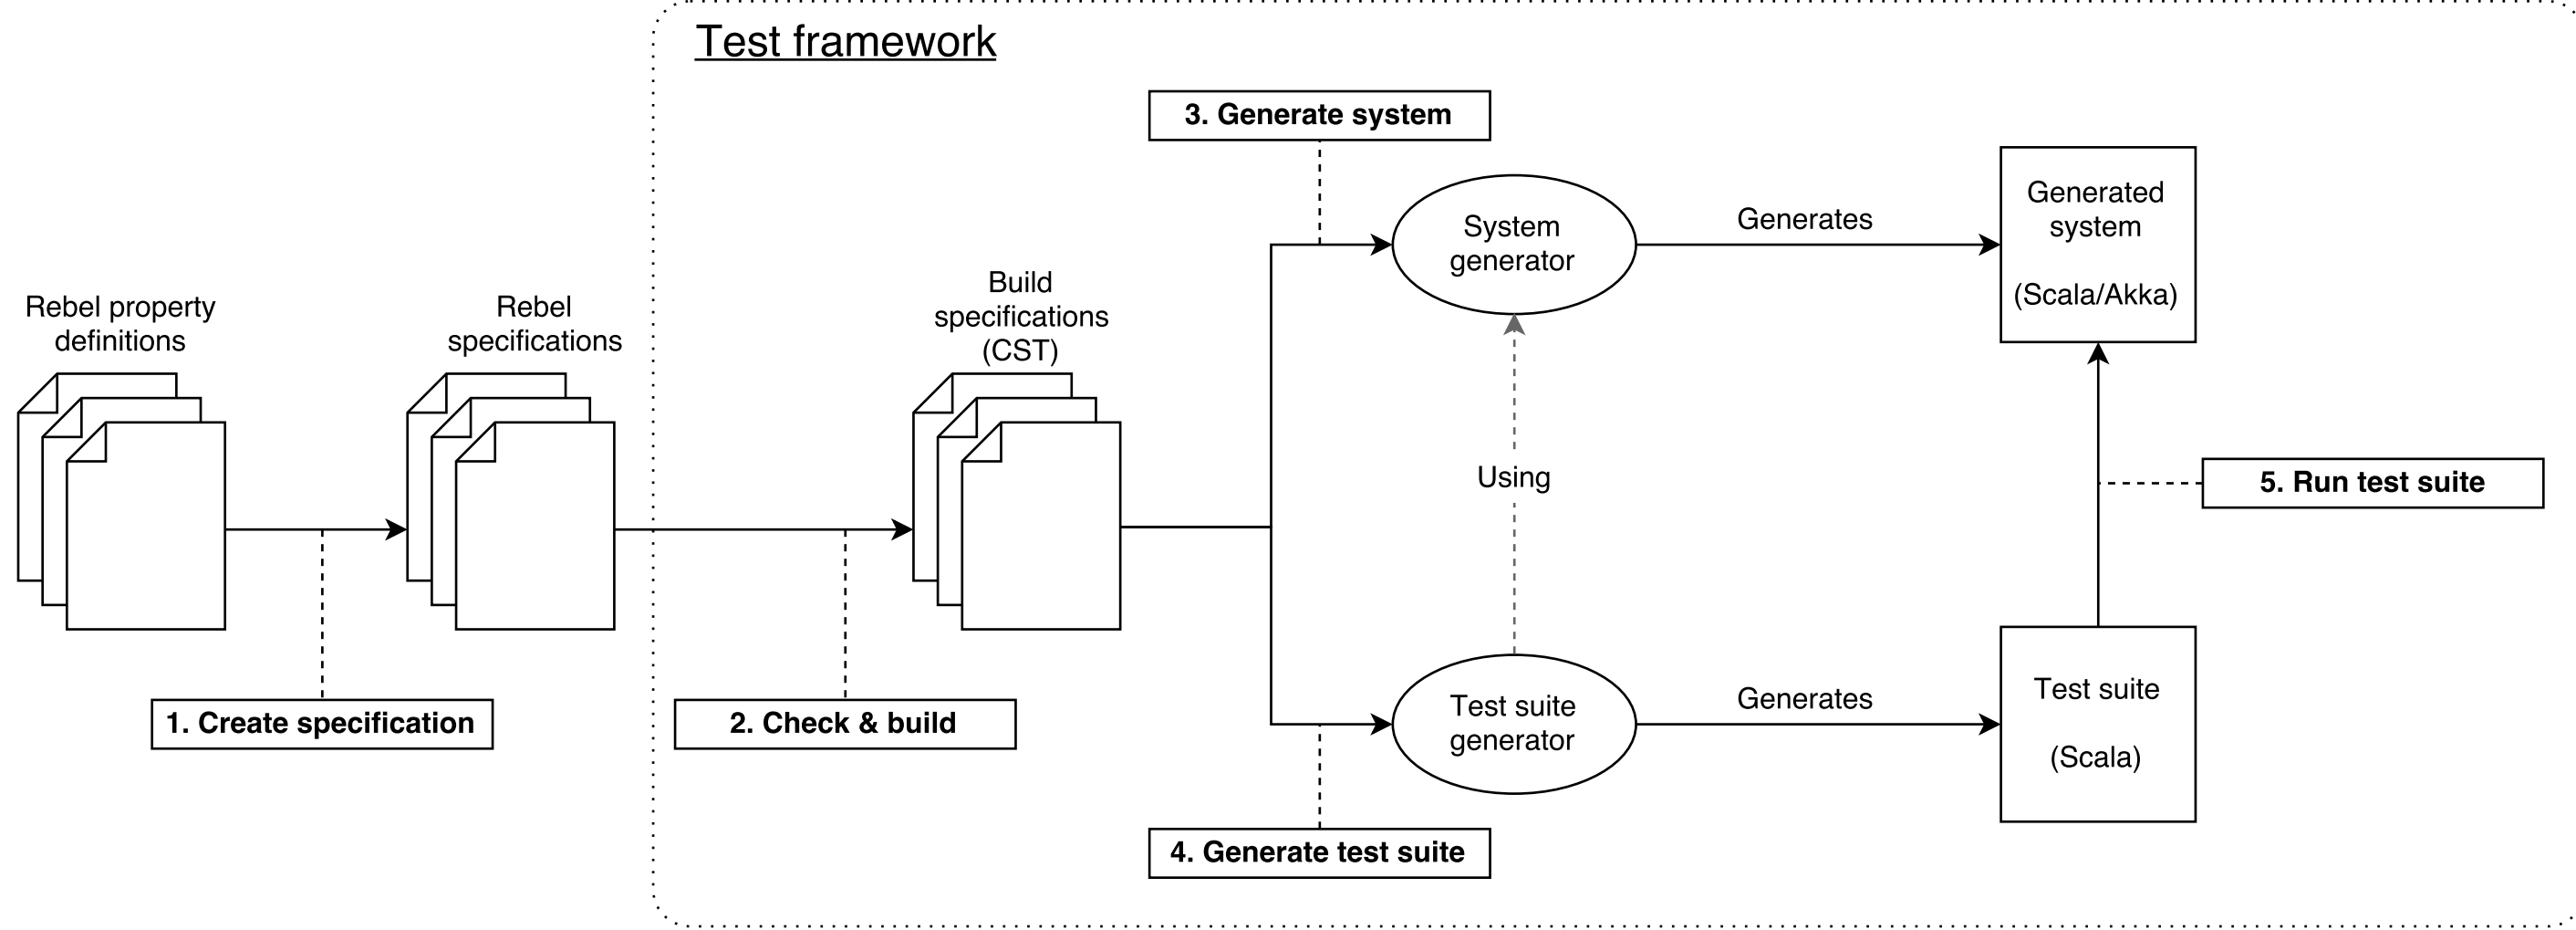 Test framework
3. Generate system
System
generator
Generates
Generated
system
(Scala/Akka)
Rebel property
definitions
Rebel
specifications
Build
specifications
(CST)
Using
5. Run test suite
1. Create specification
2. Check & build
Test suite
generator
Generates
Test suite
(Scala)
4. Generate test suite